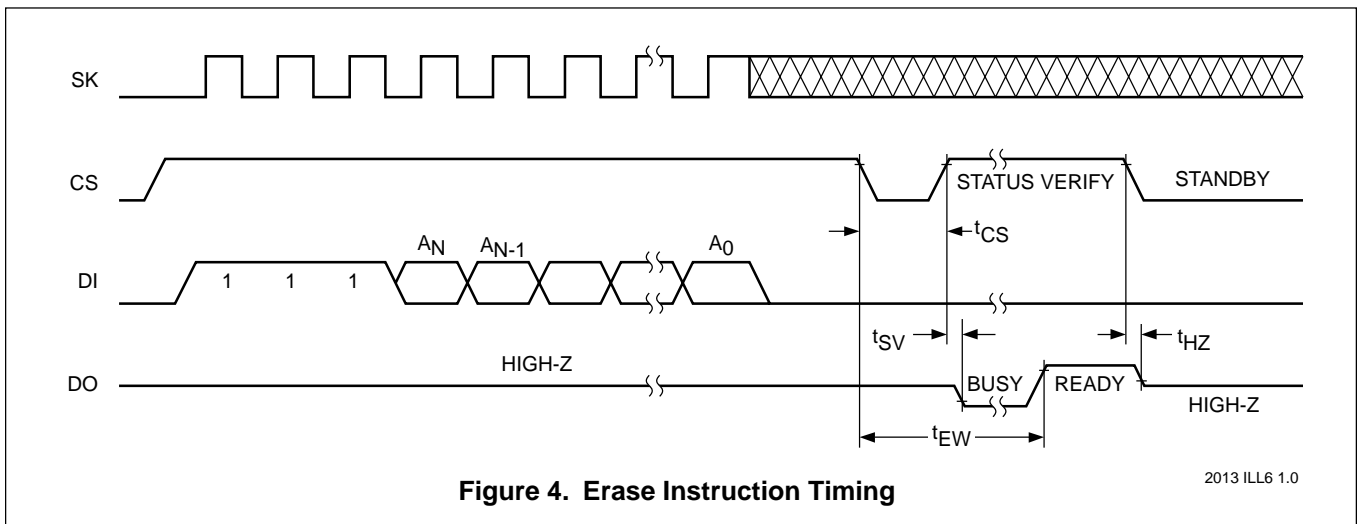 SK
CS
STATUS VERIFY
STANDBY
tCS
AN
AN-1
A0
DI
1 1 1
tSV
tHZ
HIGH-Z
DO
BUSY
READY
HIGH-Z
tEW
Figure 4. Erase Instruction Timing
2013 ILL6 1.0